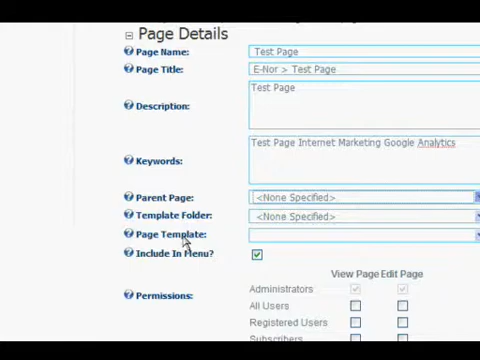 Page Details
Page Name: Test Page
Page Title: E-Nor > Test Page
Description: Test Page
Keywords: Test Page Internet Marketing Google Analytics
Parent Page: <None Specified>
Template Folder: <None Specified>
Page Template:
Include In Menu?
View Page Edit Page
Permissions:
Administrators
All Users
Registered Users
Subscribers